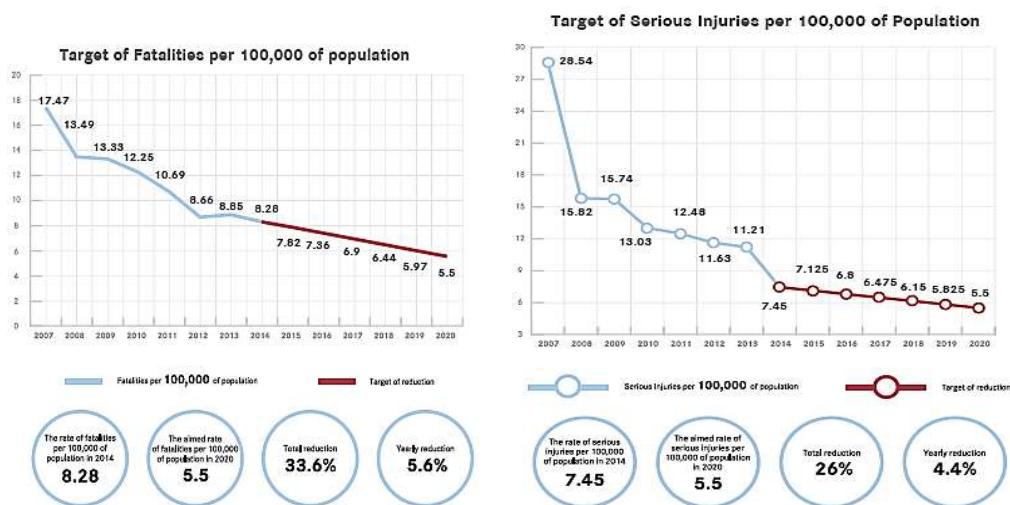 Target of Fatalities per 100,000 of population
20
18
16
14
12
10
8
6
4
2
0
17.47
13.49
13.33
12.25
10.69
8.66
8.85
8.28
7.82
7.36
6.9
6.44
5.97
5.5
2007 2008 2009 2010 2011 2012 2013 2014 2015 2016 2017 2018 2019 2020
Fatalities per 100,000 of population
Target of reduction
The rate of fatalities
per 100,000 of
population in 2014
8.28
The aimed rate
of fatalities per 100,000
of population in 2020
5.5
Total reduction
33.6%
Yearly reduction
5.6%
Target of Serious Injuries per 100,000 of Population
30
27
24
21
18
15
12
9
6
3
28.54
15.82
15.74
13.03
12.48
11.63
11.21
7.45
7.125
6.8
6.475
6.15
5.825
5.5
2007 2008 2009 2010 2011 2012 2013 2014 2015 2016 2017 2018 2019 2020
Serious Injuries per 100,000 of population
Target of reduction
The rate of serious
injuries per 100,000
of population in 2014
7.45
The aimed rate of
serious injuries per
100,000 of population
in 2020
5.5
Total reduction
26%
Yearly reduction
4.4%